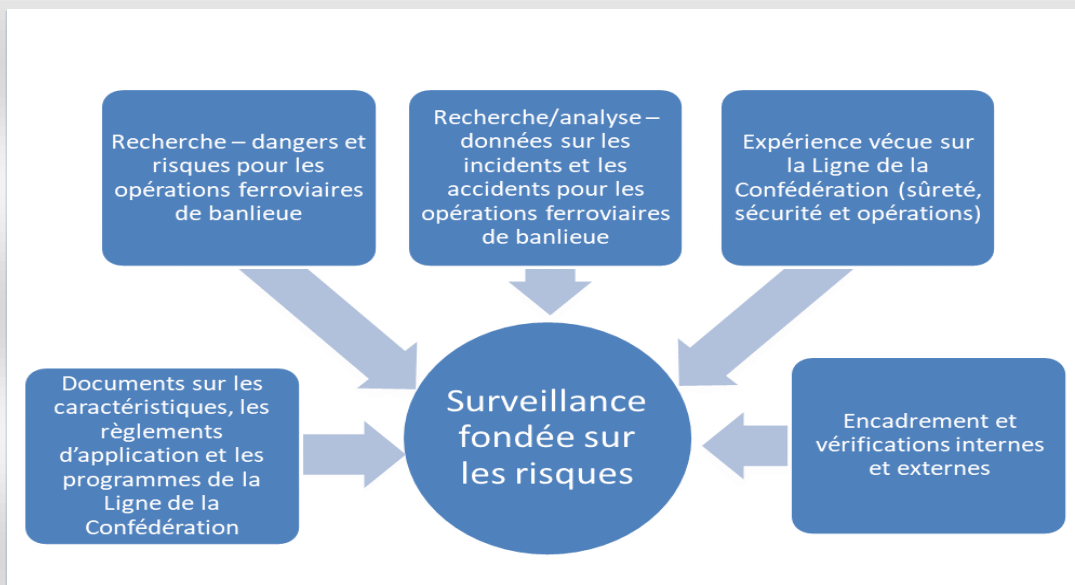 Recherche – dangers et
risques pour les
opérations ferroviaires
de banlieue
Recherche/analyse –
données sur les
incidents et les
accidents pour les
opérations ferroviaires
de banlieue
Expérience vécue sur
la Ligne de la
Confédération (sûreté,
sécurité et opérations)
Documents sur les
caractéristiques, les
règlements
d’application et les
programmes de la
Ligne de la
Confédération
Surveillance
fondée sur
les risques
Encadrement et
vérifications internes
et externes